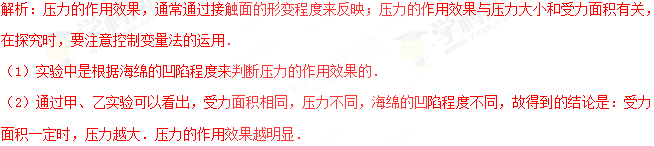 解析：压力的作用效果，通常通过接触面的形变程度来反映；压力的作用效果与压力大小和受力面积有关，
在探究时，要注意控制变量法的运用．
（1）实验中是根据海绵的凹陷程度来判断压力的作用效果的．
（2）通过甲、乙实验可以看出，受力面积相同，压力不同，海绵的凹陷程度不同，故得到的结论是：受力
面积一定时，压力越大．压力的作用效果越明显．